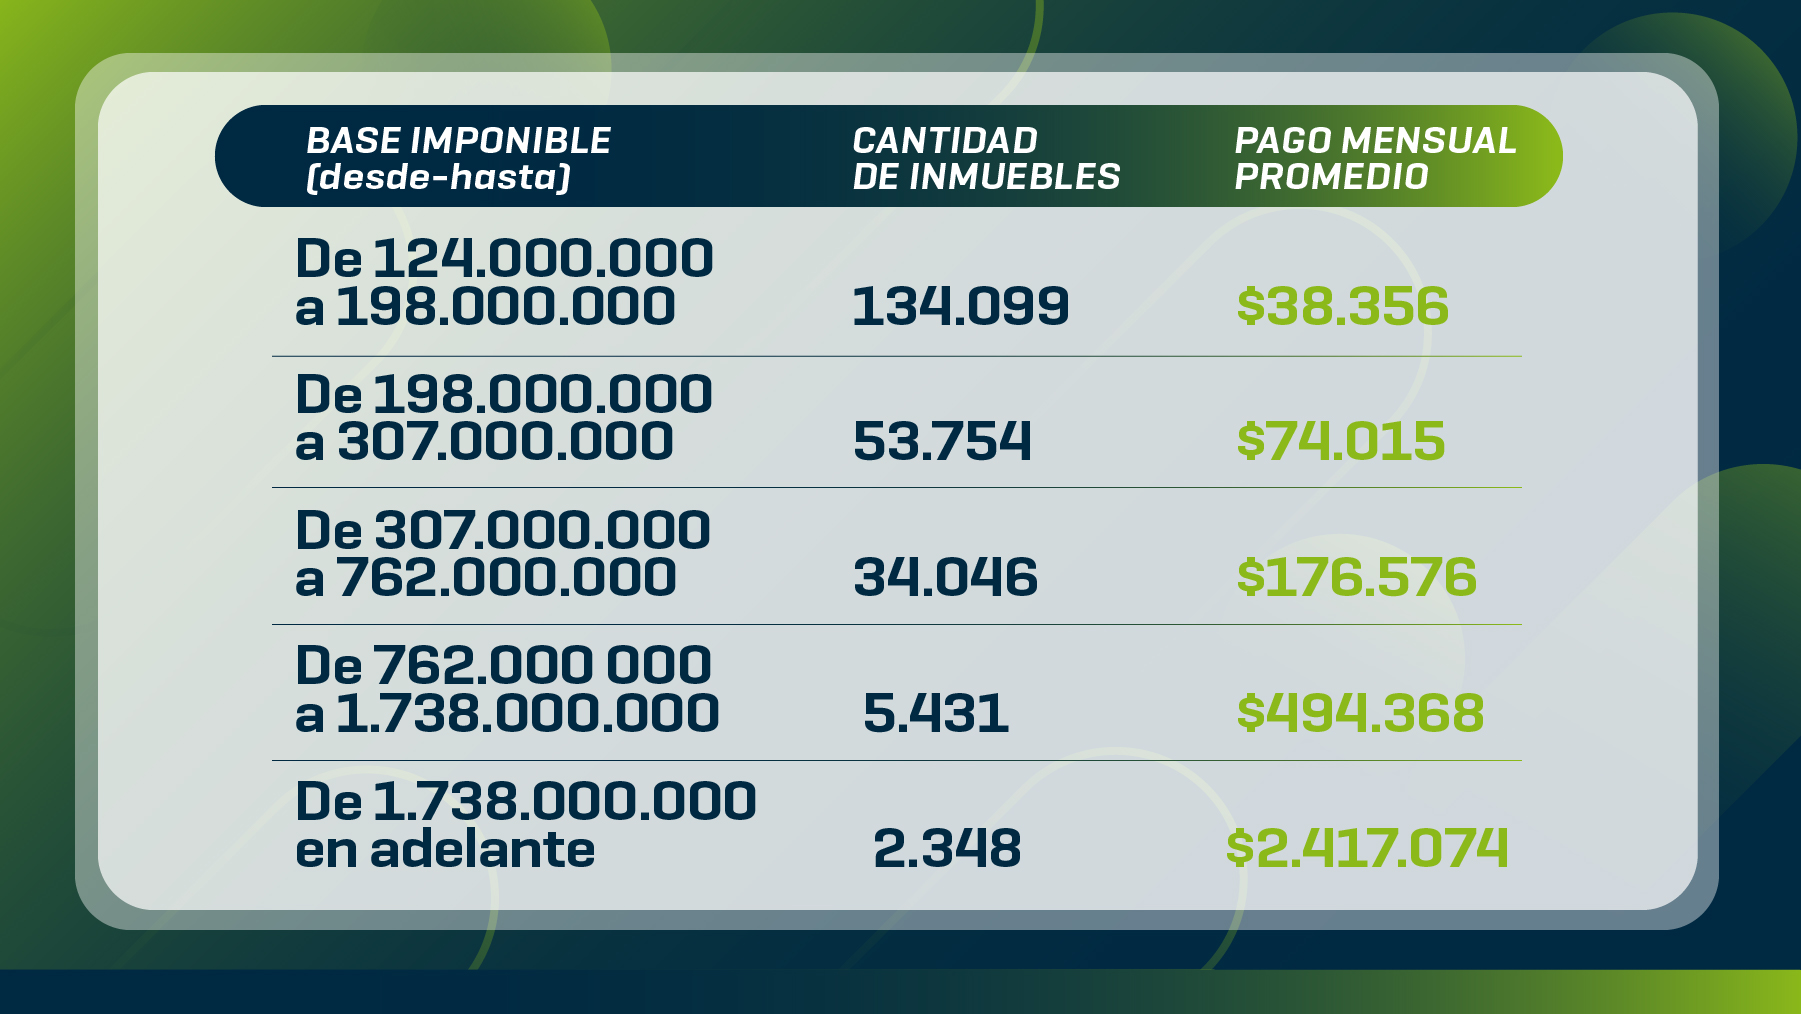 BASE IMPONIBLE
(desde-hasta)
CANTIDAD
DE INMUEBLES
PAGO MENSUAL
PROMEDIO
De 124.000.000
a 198.000.000
134.099
$38.356
De 198.000.000
a 307.000.000
53.754
$74.015
De 307.000.000
a 762.000.000
34.046
$176.576
De 762.000 000
a 1.738.000.000
5.431
$494.368
De 1.738.000.000
en adelante
2.348
$2.417.074